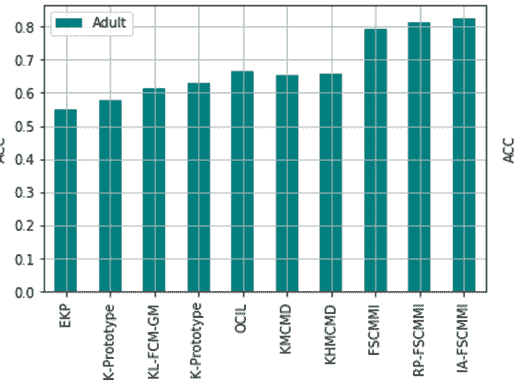 Adult
0.8
0.7
0.6
0.5
0.4
0.3
0.2
0.1
0.0
ACC
ACC
EKP
K-Prototype
KL-FCM-GM
K-Prototype
OCIL
KMCMD
KHMCMD
FSCMMI
RP-FSCMMI
IA-FSCMMI